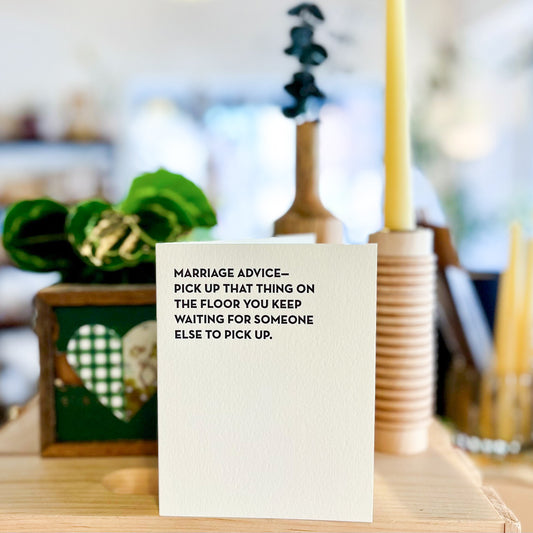 MARRIAGE ADVICE—
PICK UP THAT THING ON
THE FLOOR YOU KEEP
WAITING FOR SOMEONE
ELSE TO PICK UP.